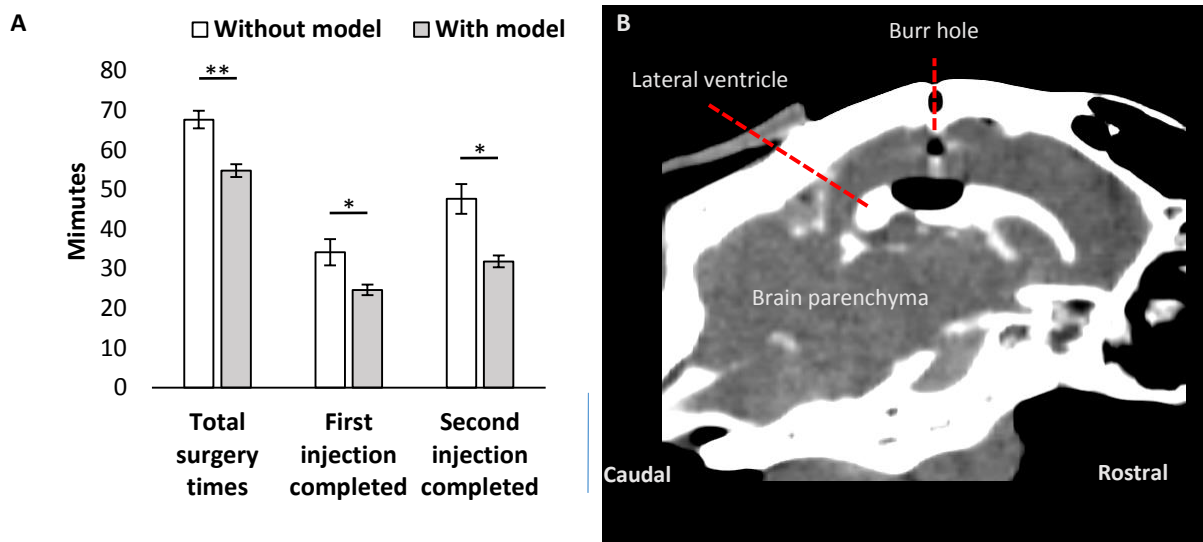 A
Without model
With model
80
70
60
50
40
30
20
10
0
Mimutes
**
*
*
Total
surgery
times
First
injection
completed
Second
injection
completed
B
Burr hole
Lateral ventricle
Brain parenchyma
Caudal
Rostral